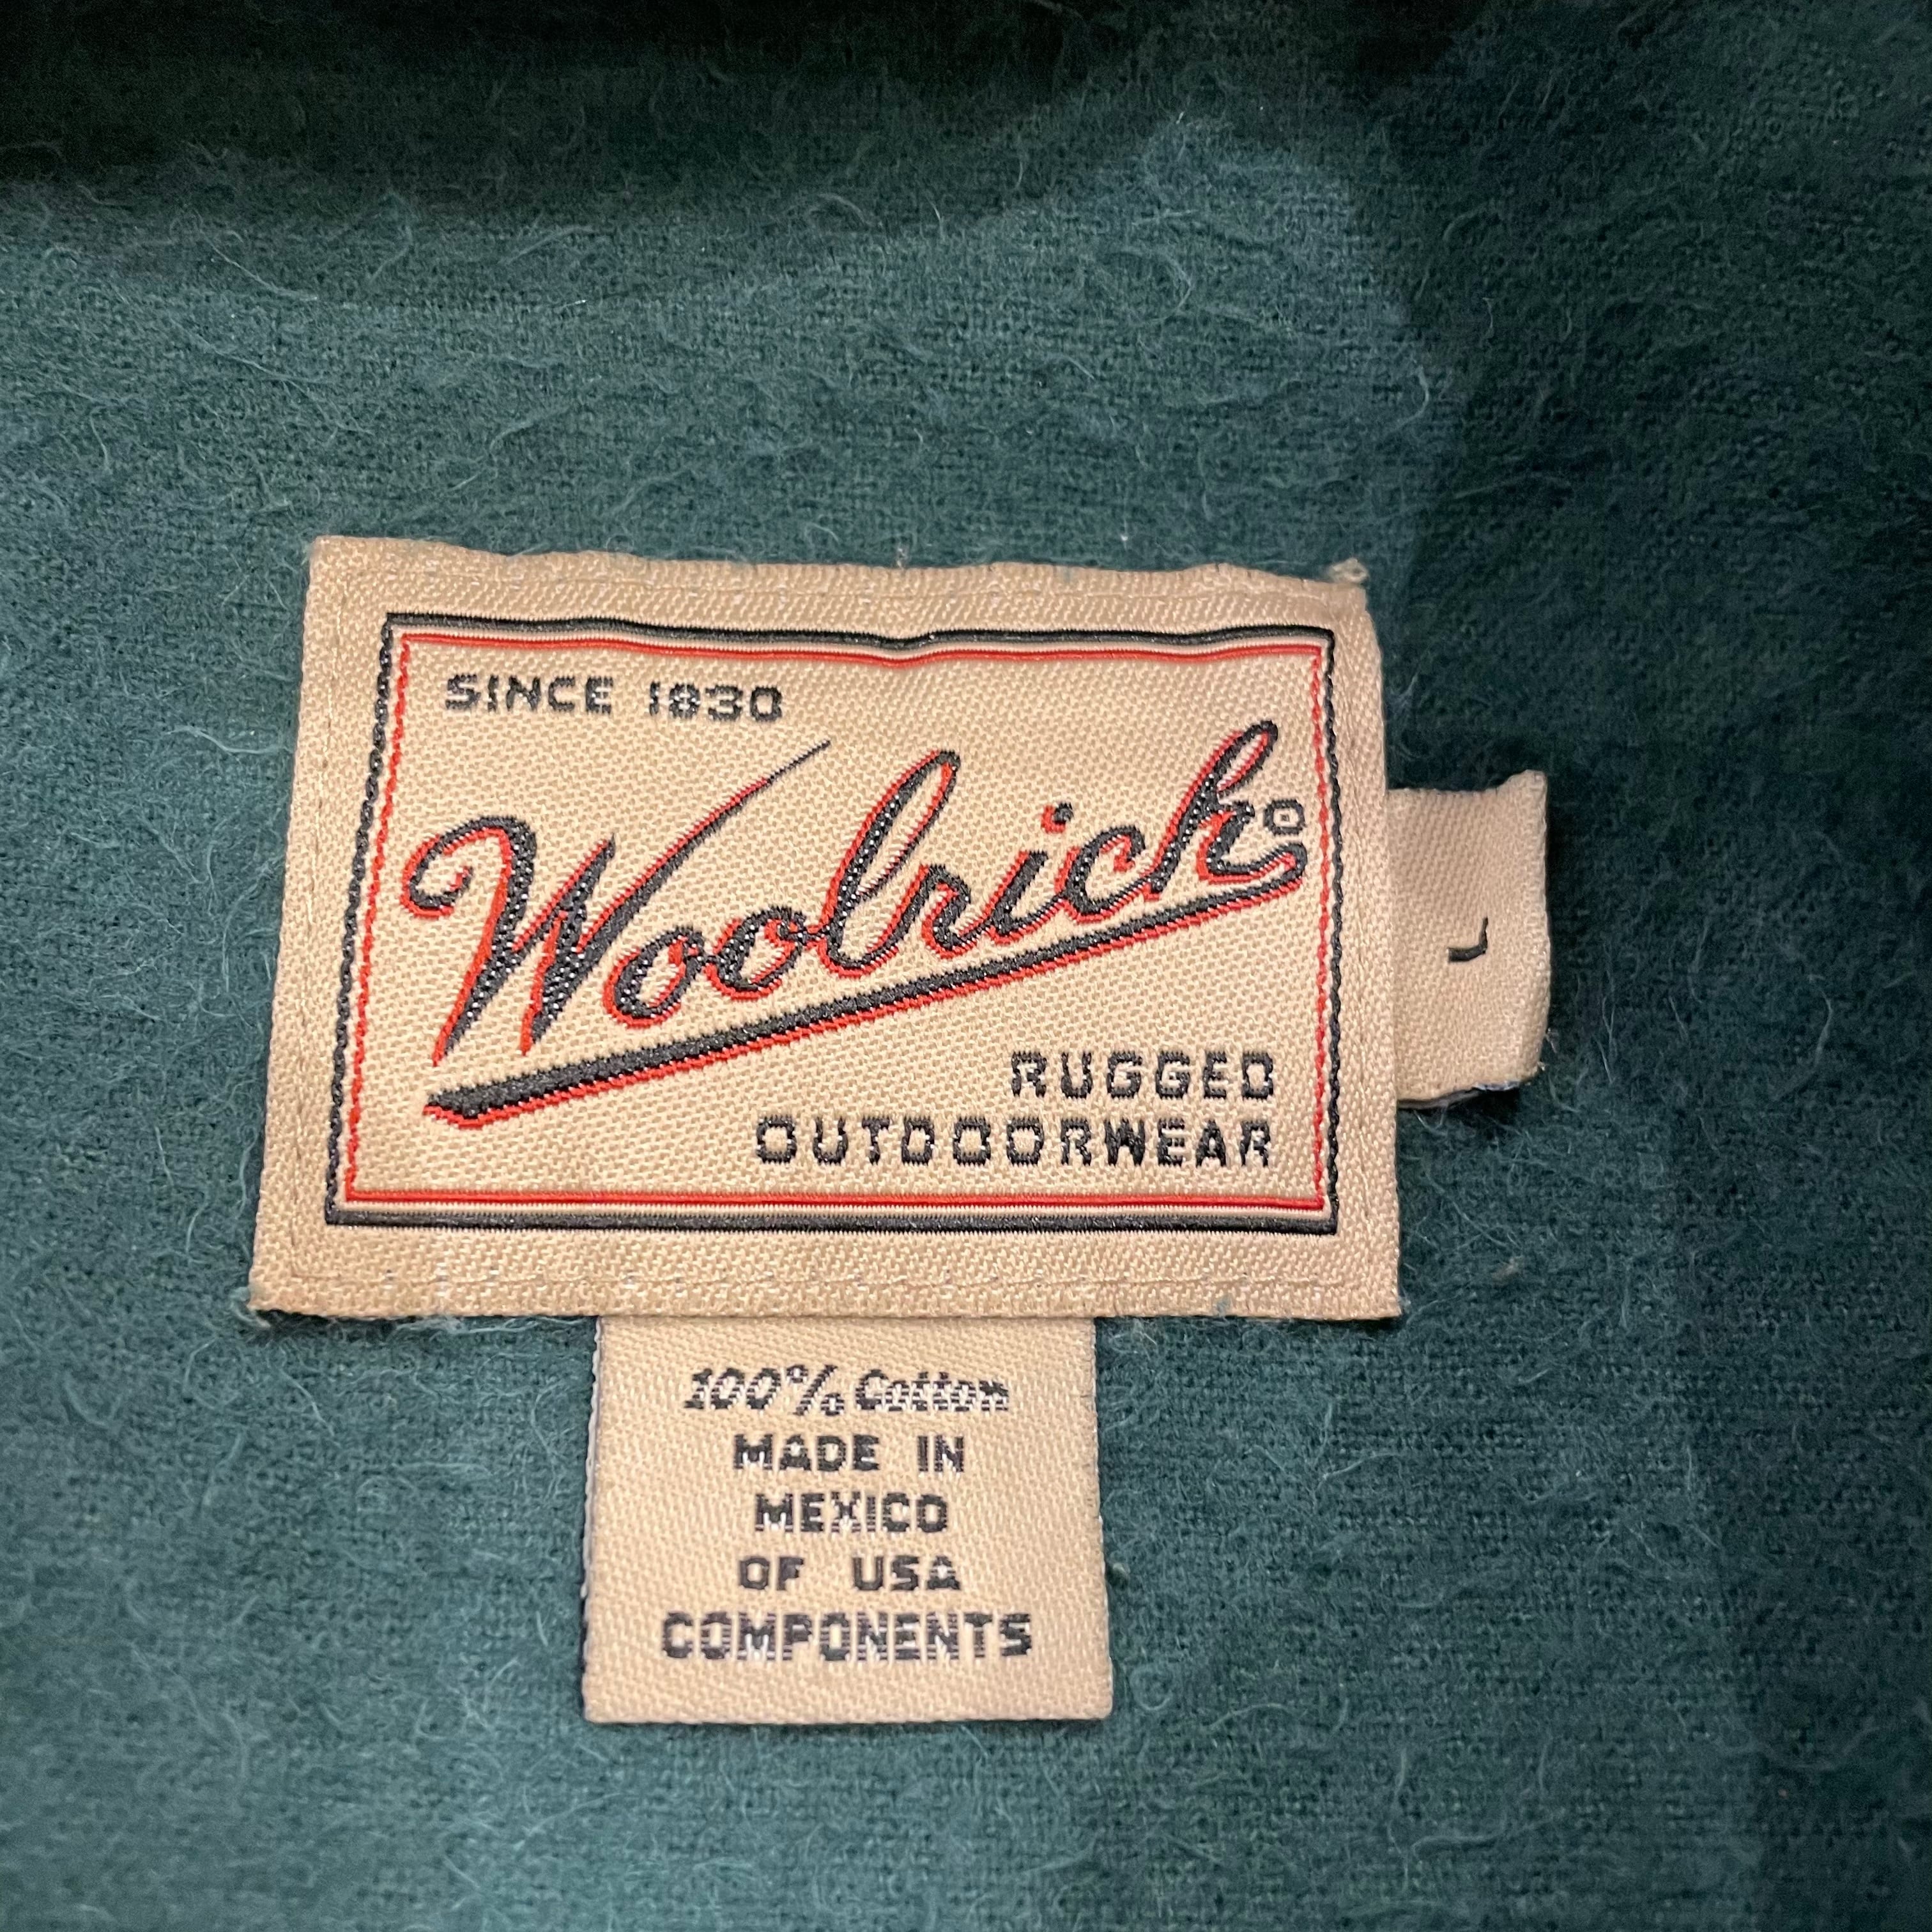 SINCE 1830
Woolrich®
RUGGED
OUTDOORWEAR
L
100% Cotton
MADE IN
MEXICO
OF USA
COMPONENTS